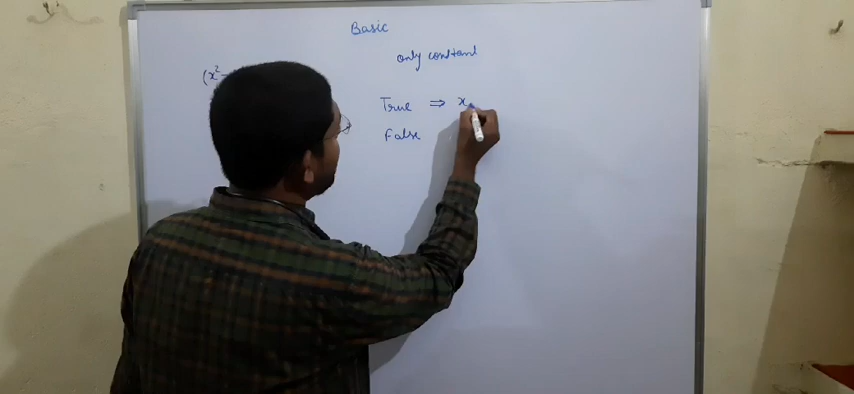 Basic
only constant
(x²
True ⇒ x
False